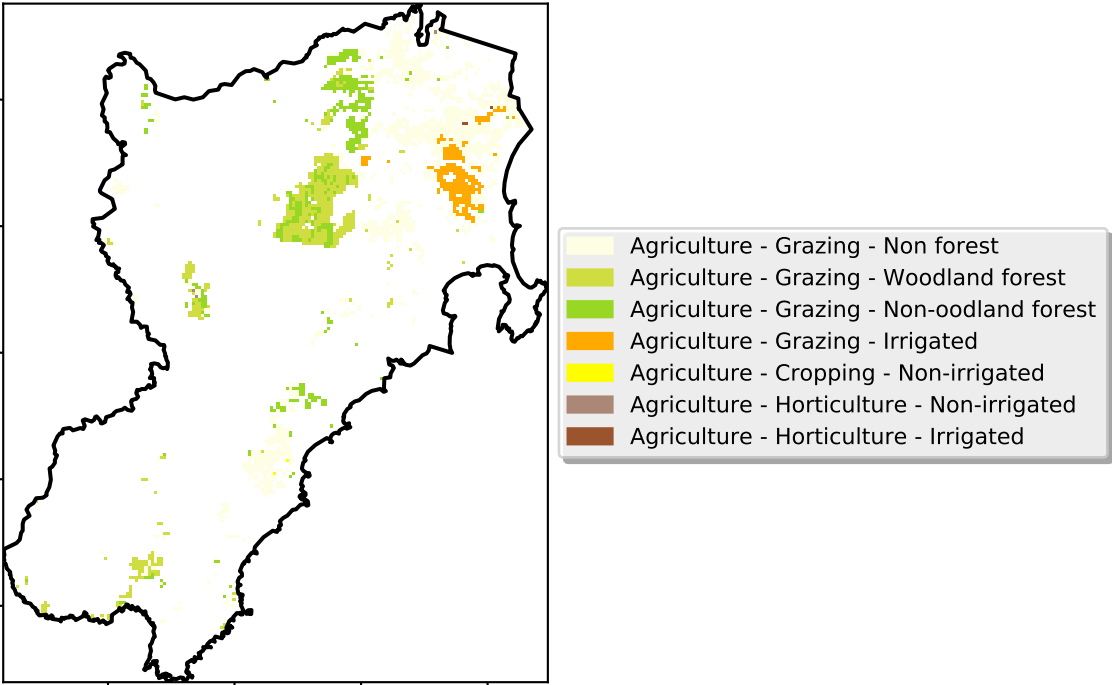 Agriculture - Grazing - Non forest
Agriculture - Grazing - Woodland forest
Agriculture - Grazing - Non-oodland forest
Agriculture - Grazing - Irrigated
Agriculture - Cropping - Non-irrigated
Agriculture - Horticulture - Non-irrigated
Agriculture - Horticulture - Irrigated